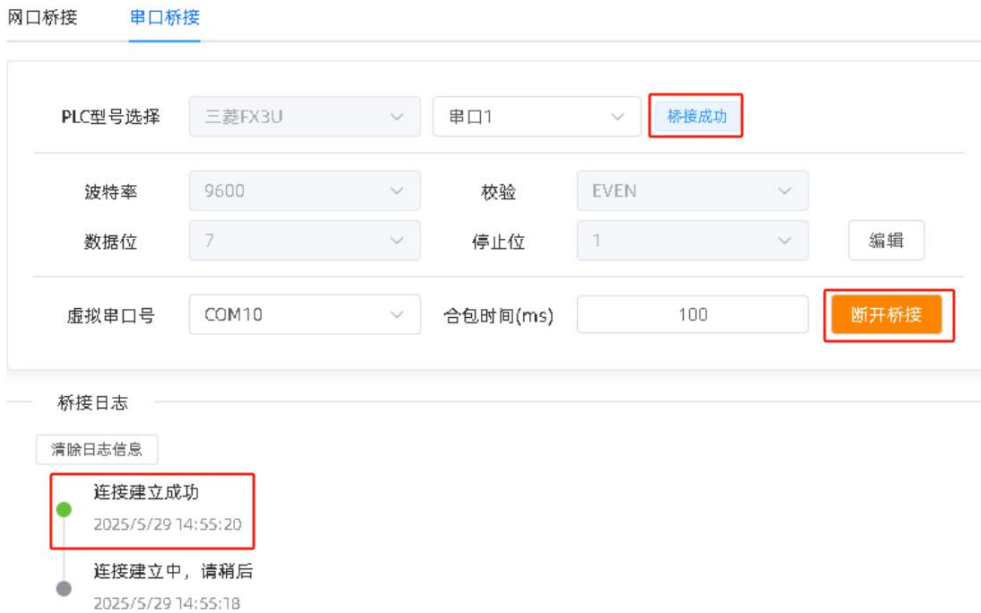 网口桥接 串口桥接
PLC型号选择 三菱FX3U 串口1 桥接成功
波特率 9600 校验 EVEN
数据位 7 停止位 1 编辑
虚拟串口号 COM10 合包时间(ms) 100 断开桥接
桥接日志
清除日志信息
连接建立成功
2025/5/29 14:55:20
连接建立中，请稍后
2025/5/29 14:55:18